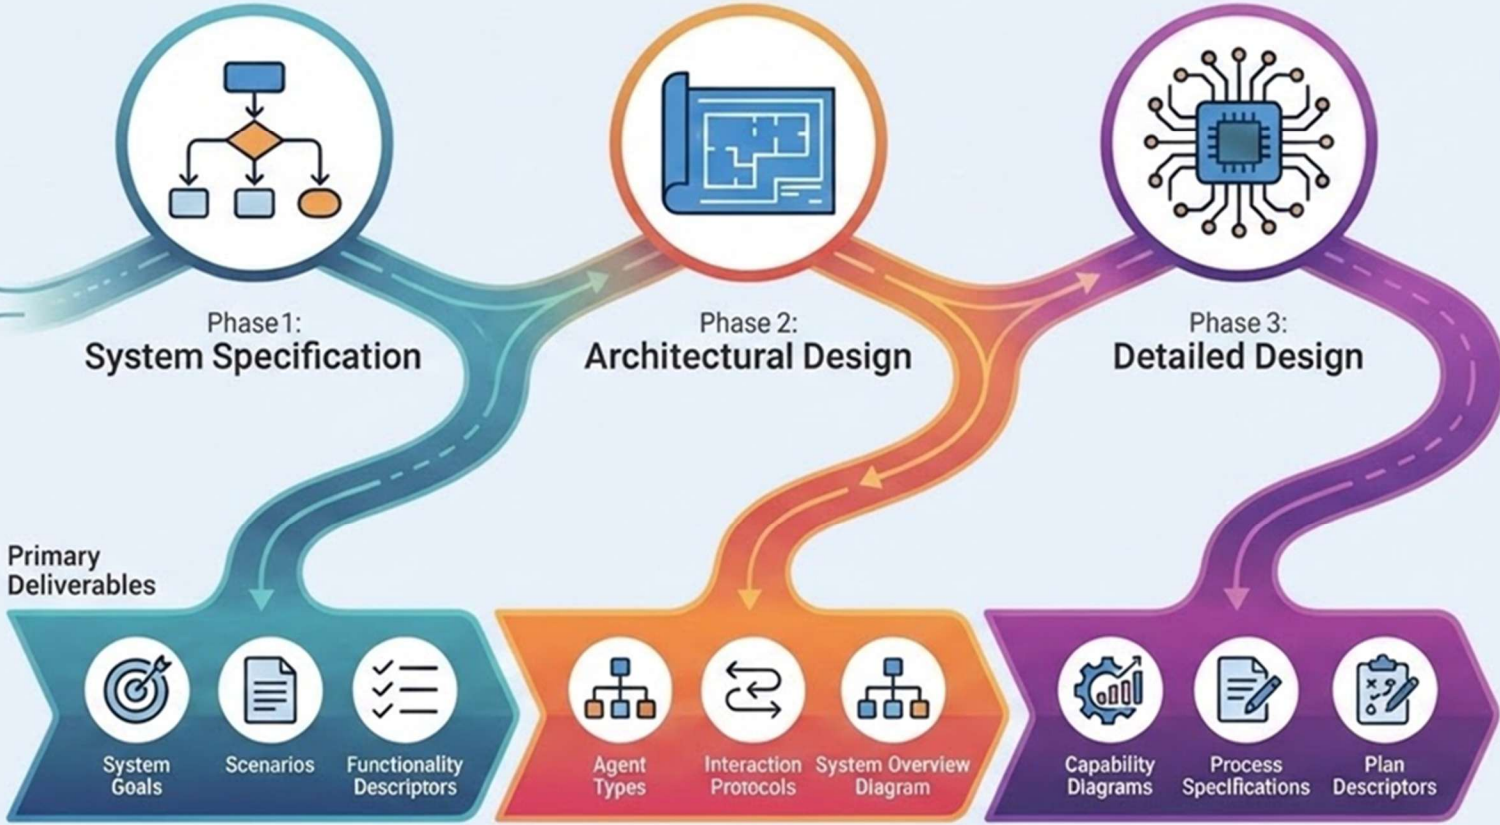 Phase 1:
System Specification
Phase 2:
Architectural Design
Phase 3:
Detailed Design
Primary
Deliverables
System
Goals
Scenarios
Functionality
Descriptors
Agent
Types
Interaction
Protocols
System Overview
Diagram
Capability
Diagrams
Process
Specifications
Plan
Descriptors